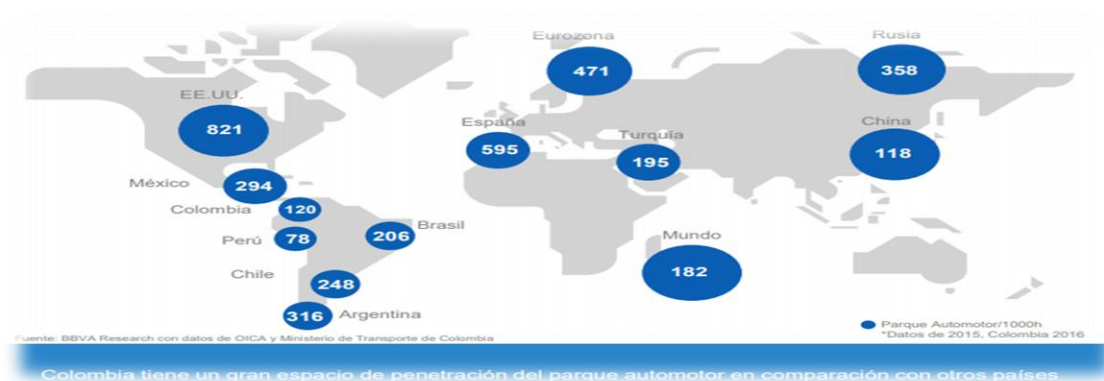 Eurozona
471
Rusia
358
EE.UU.
821
España
595
Turquía
195
China
118
México
294
Colombia
120
Perú
78
Brasil
206
Mundo
182
Chile
248
316
Argentina
Parque Automotor/1000h
*Datos de 2015, Colombia 2016
Fuente: BBVA Research con datos de OICA y Ministerio de Transporte de Colombia
Colombia tiene un gran espacio de penetración del parque automotor en comparación con otros países